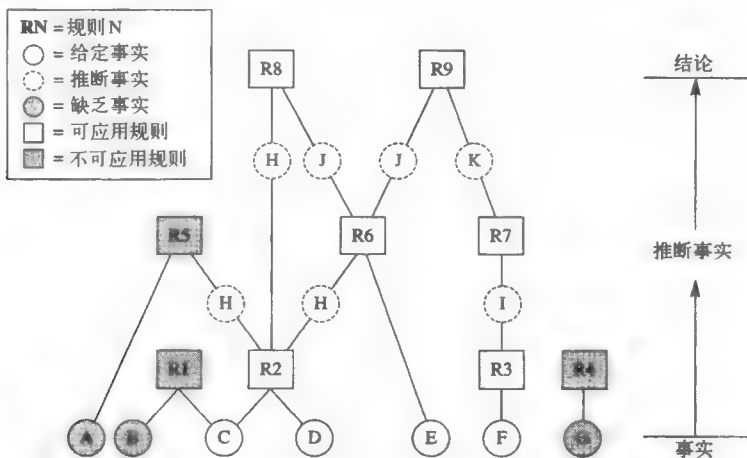 RN = 规则 N
= 给定事实
= 推断事实
= 缺乏事实
= 可应用规则
= 不可应用规则
R8 R9 结论
H J J K
R5 R6 R7 推断事实
H H I
R1 R2 R3 R4
A B C D E F G 事实